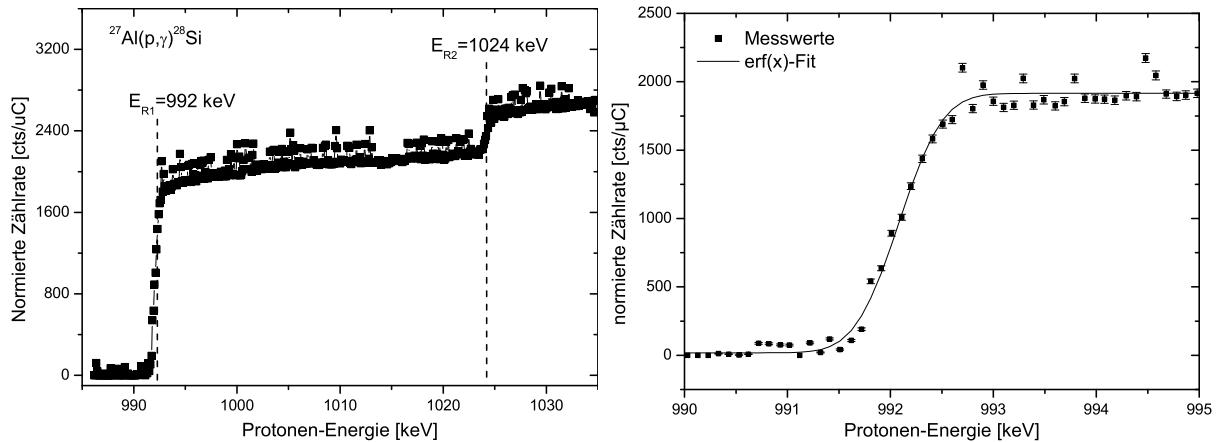 ²⁷Al(p,γ)²⁸Si
E_R1=992 keV
E_R2=1024 keV
Normierte Zählrate [cts/uC]
3200
2400
1600
800
0
990
1000
1010
1020
1030
Protonen-Energie [keV]
Messwerte
erf(x)-Fit
normierte Zählrate [cts/µC]
2500
2000
1500
1000
500
0
990
991
992
993
994
995
Protonen-Energie [keV]